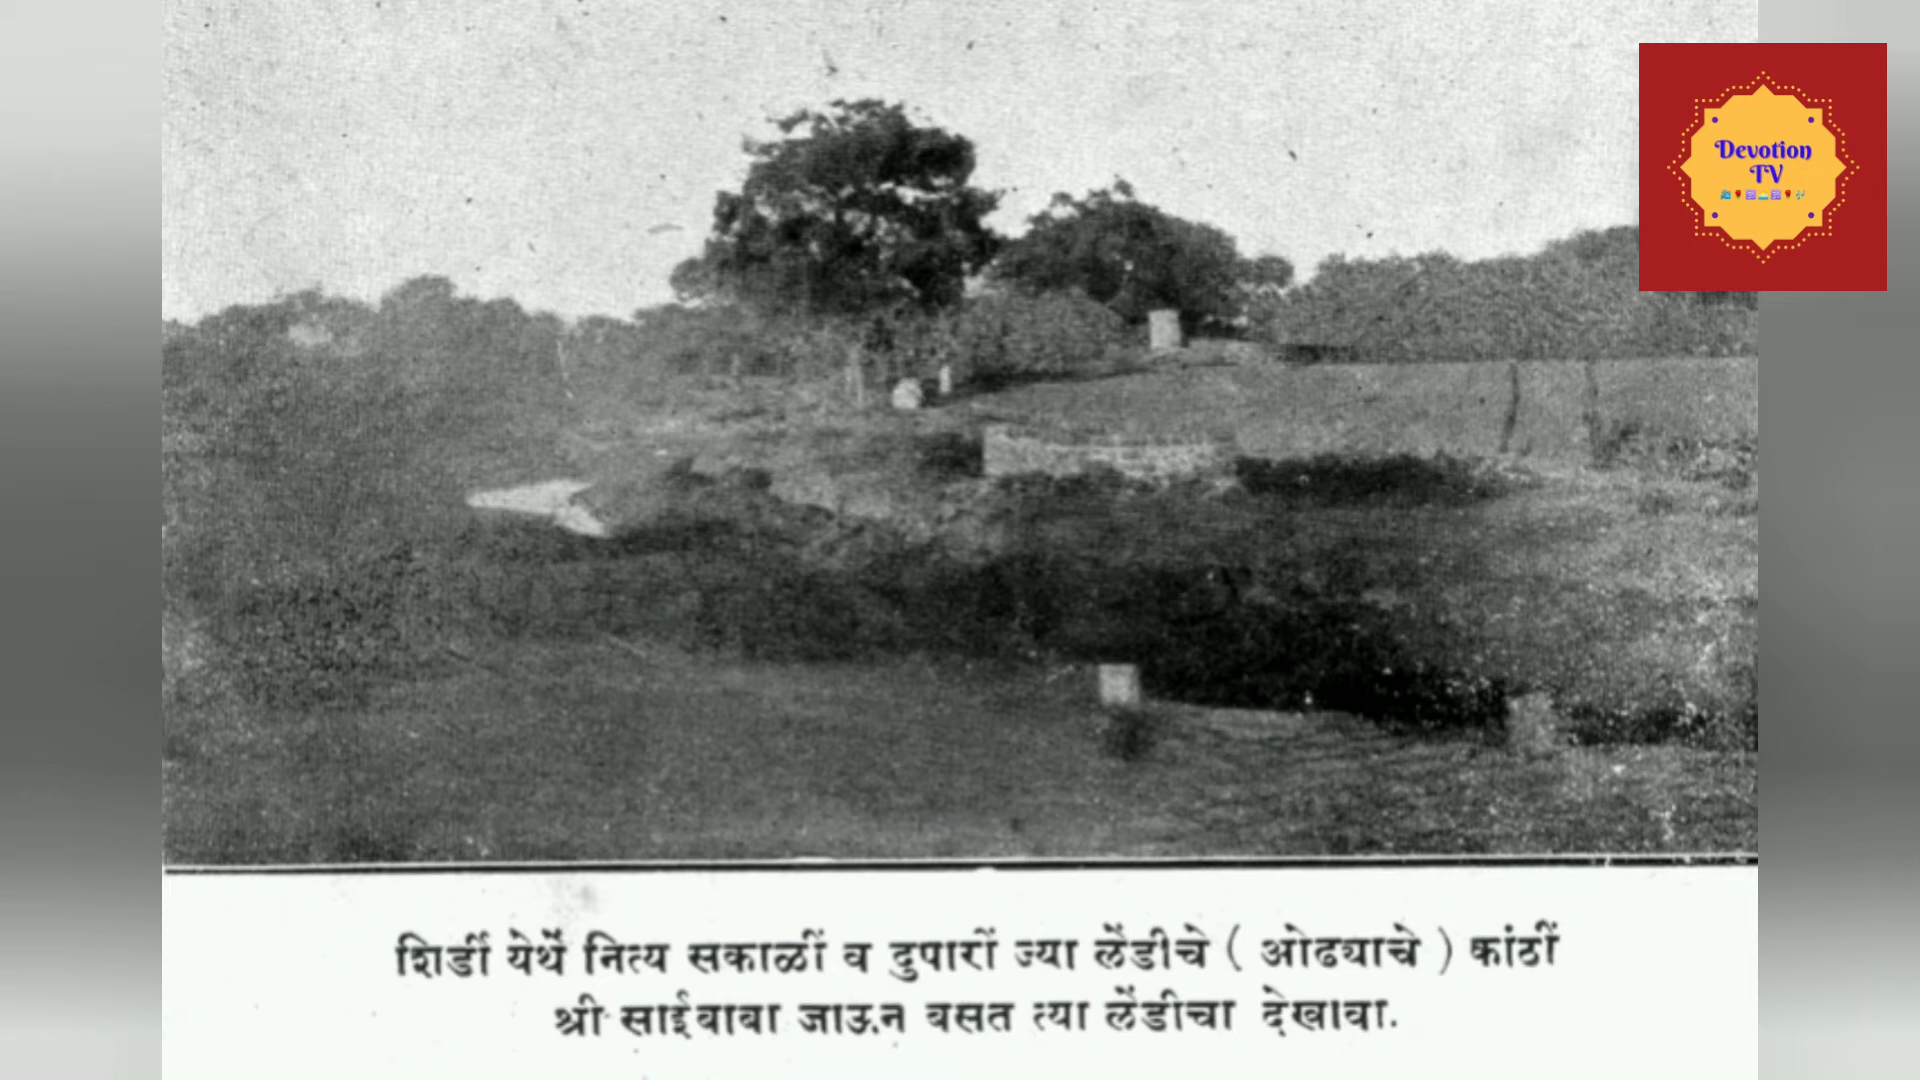 Devotion
TV
शिर्डी येथें नित्य सकाळीं व दुपारीं ज्या लेंडीचे ( ओढ्याचे ) कांठीं
श्री साईबाबा जाऊन बसत त्या लेंडीचा देखावा.